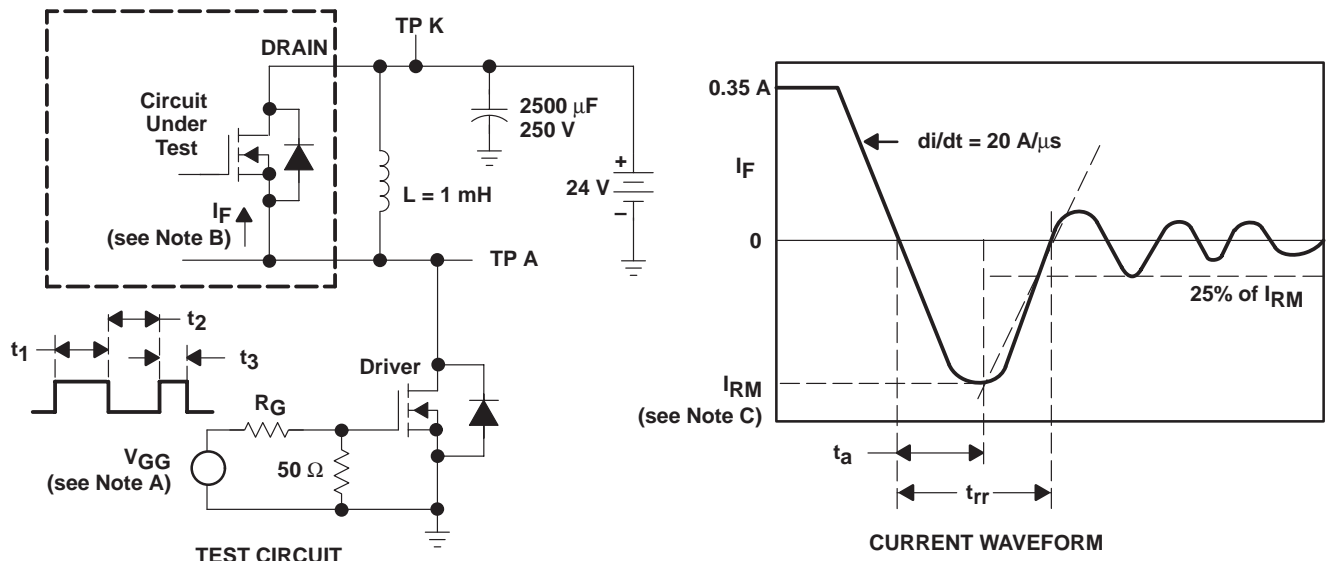 TP K
DRAIN
Circuit
Under
Test
2500 µF
250 V
+
24 V
–
L = 1 mH
IF
(see Note B)
TP A
t2
t1
t3
Driver
RG
VGG
(see Note A)
50 Ω
TEST CIRCUIT
0.35 A
di/dt = 20 A/µs
IF
0
25% of IRM
IRM
(see Note C)
ta
trr
CURRENT WAVEFORM